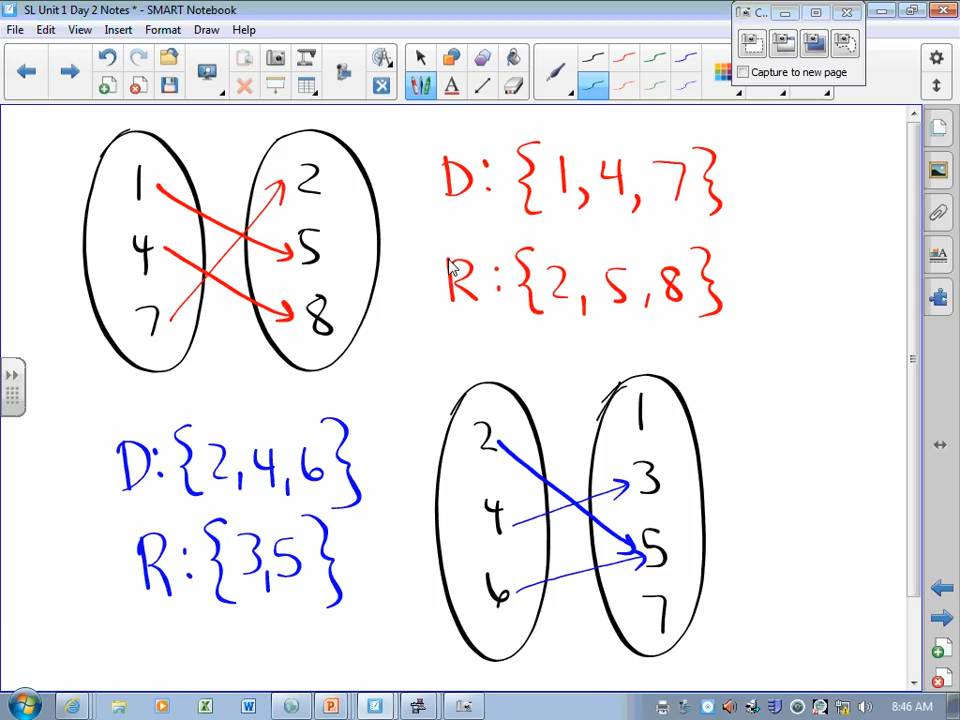 SL Unit 1 Day 2 Notes * - SMART Notebook
C..
File Edit View Insert Format Draw Help
Capture to new page
1
4
7
2
5
8
D: {1, 4, 7}
R: {2, 5, 8}
D: {2, 4, 6}
R: {3, 5}
2
4
6
1
3
5
7
8:46 AM